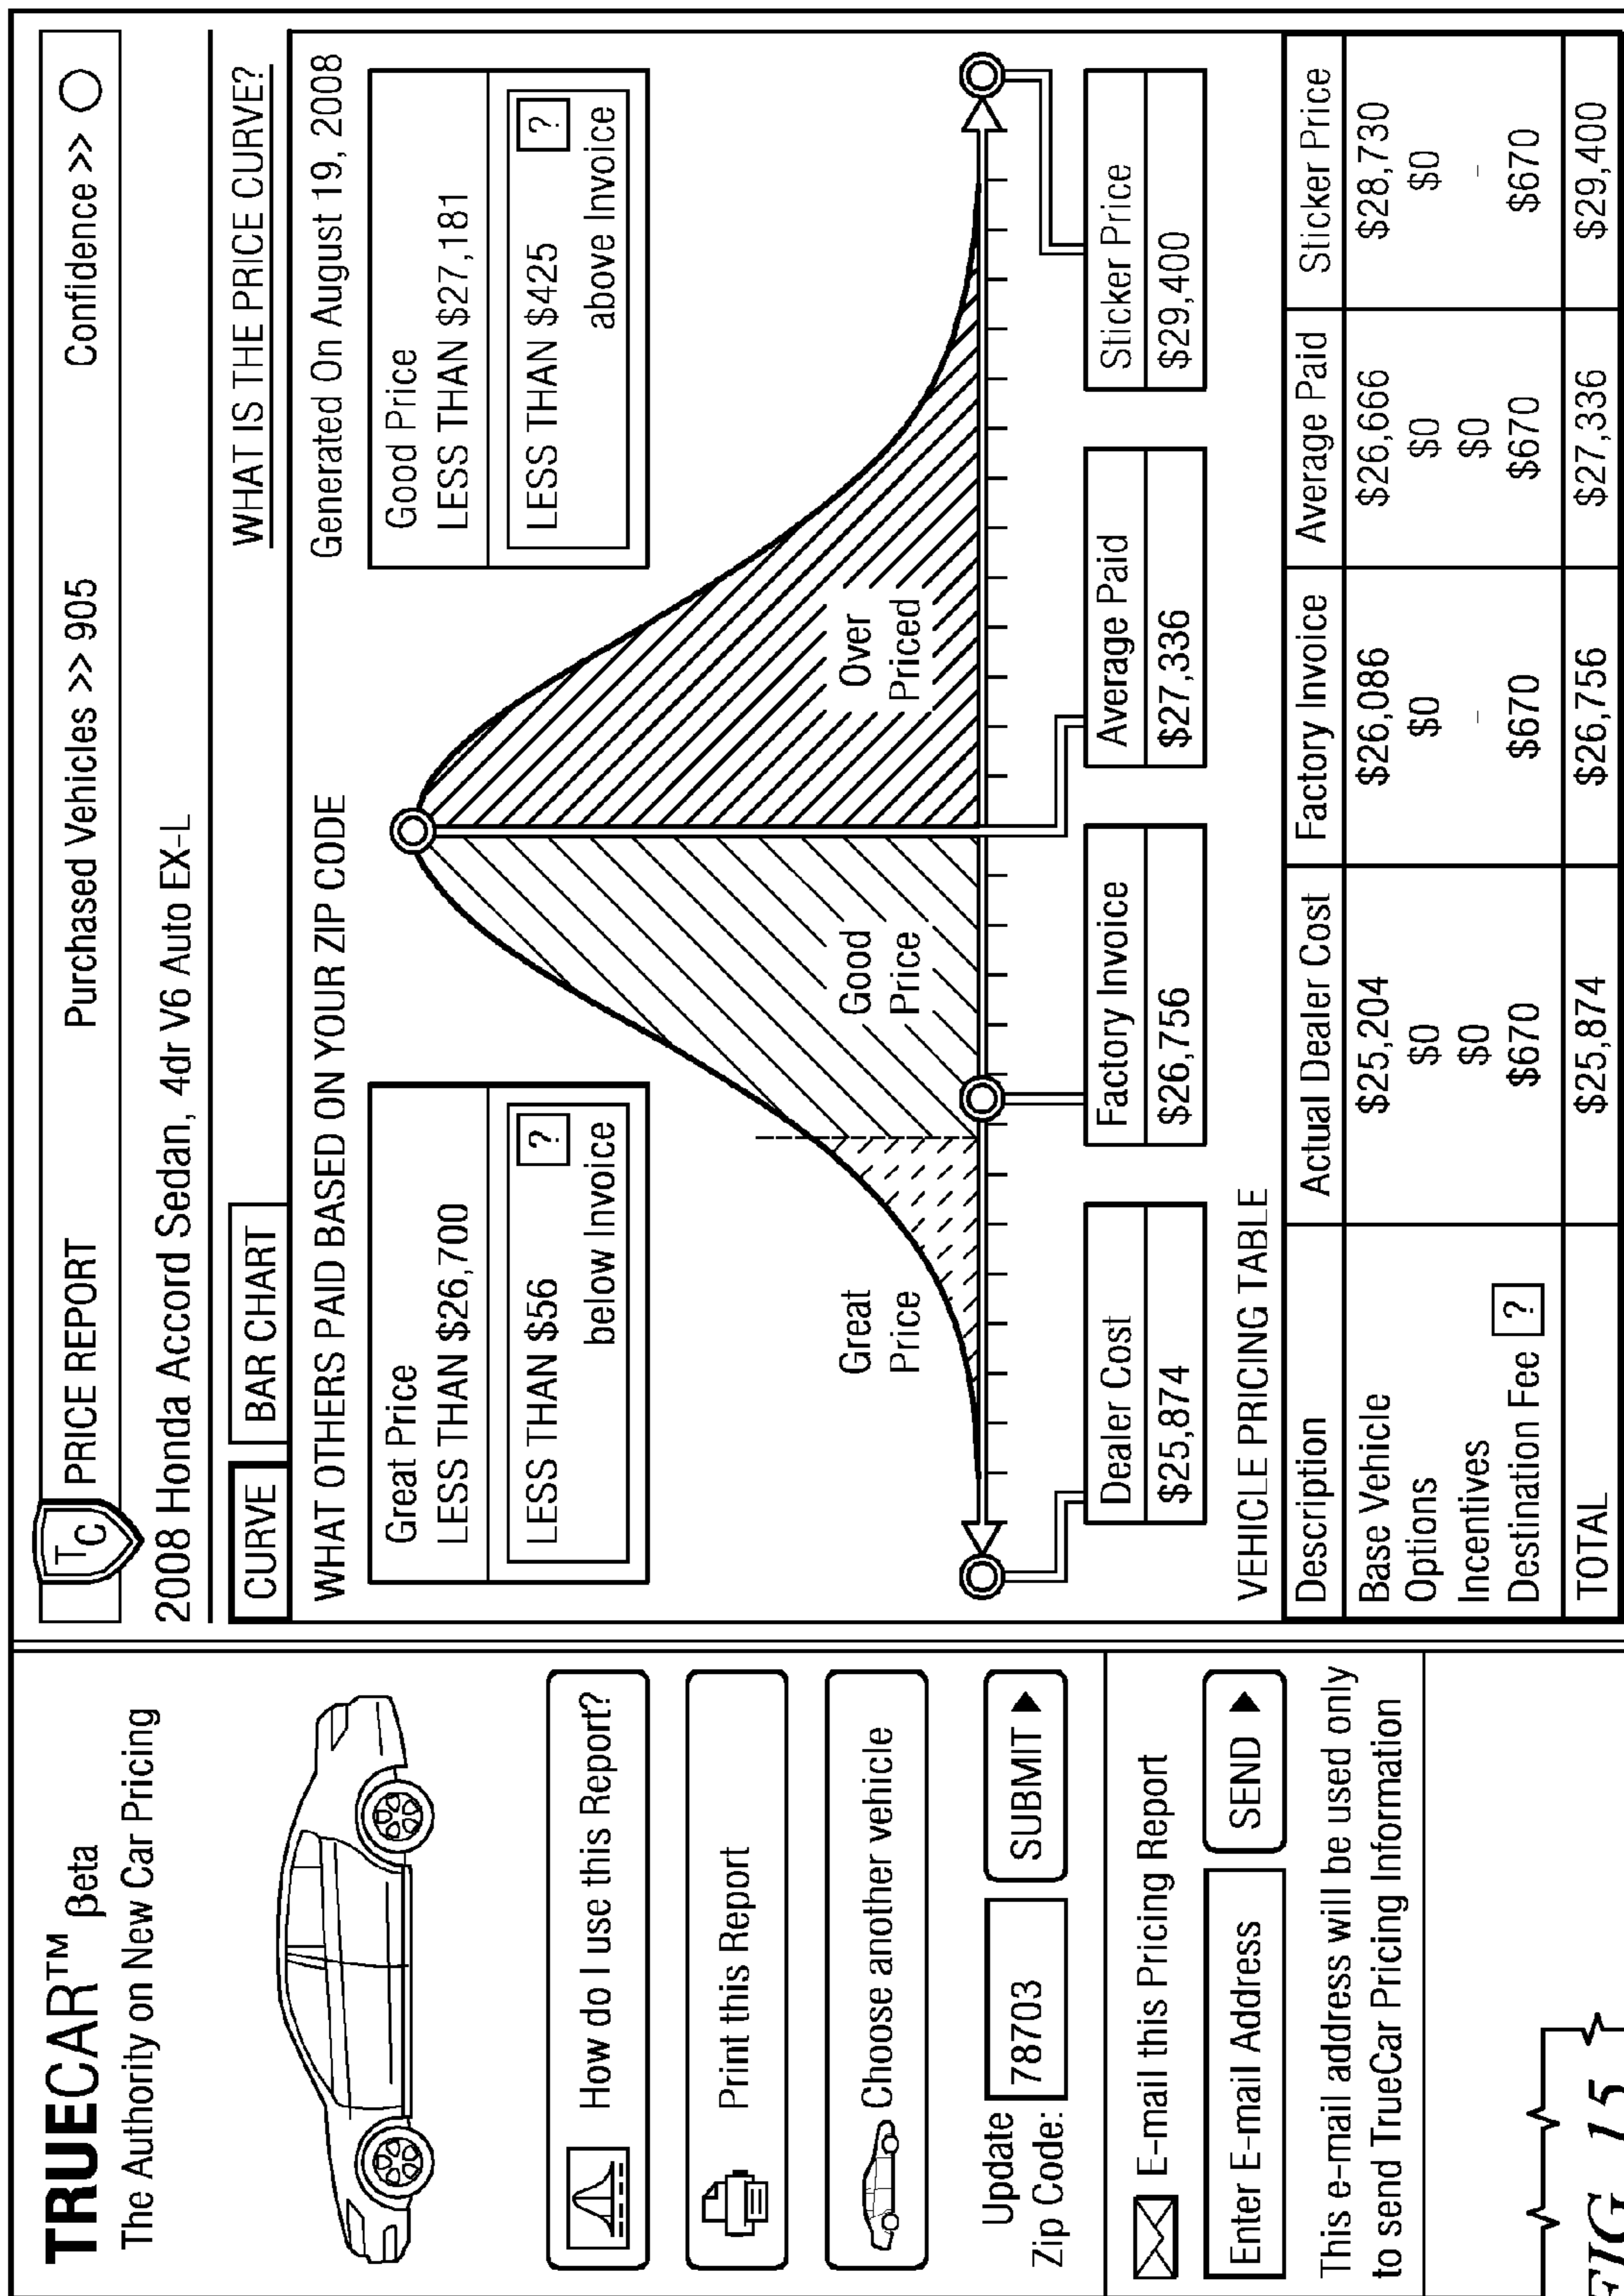 TRUECAR™ βeta
The Authority on New Car Pricing
How do I use this Report?
Print this Report
Choose another vehicle
Update
Zip Code:
78703
SUBMIT
E-mail this Pricing Report
Enter E-mail Address
SEND
This e-mail address will be used only
to send TrueCar Pricing Information
FIG. 15
TC
PRICE REPORT Purchased Vehicles >> 905 Confidence >>
2008 Honda Accord Sedan, 4dr V6 Auto EX-L
CURVE BAR CHART WHAT IS THE PRICE CURVE?
WHAT OTHERS PAID BASED ON YOUR ZIP CODE Generated On August 19, 2008
Great Price
LESS THAN $26,700
LESS THAN $56 ?
below Invoice
Good Price
LESS THAN $27,181
LESS THAN $425 ?
above Invoice
Great
Price
Good
Price
Over
Priced
Dealer Cost
$25,874
Factory Invoice
$26,756
Average Paid
$27,336
Sticker Price
$29,400
VEHICLE PRICING TABLE
Description Actual Dealer Cost Factory Invoice Average Paid Sticker Price
Base Vehicle $25,204 $26,086 $26,666 $28,730
Options $0 $0 $0 $0
Incentives $0 - $0 -
Destination Fee ? $670 $670 $670 $670
TOTAL $25,874 $26,756 $27,336 $29,400